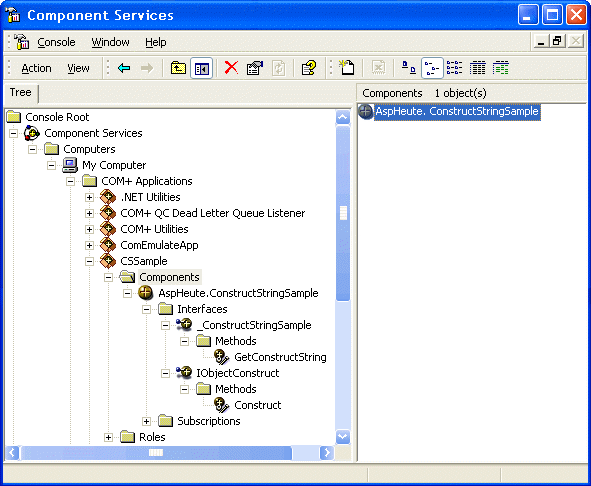 Component Services
Console Window Help
Action View
Tree
Components 1 object(s)
Console Root
Component Services
Computers
My Computer
COM+ Applications
.NET Utilities
COM+ QC Dead Letter Queue Listener
COM+ Utilities
ComEmulateApp
CSSample
Components
AspHeute.ConstructStringSample
Interfaces
_ConstructStringSample
Methods
GetConstructString
IObjectConstruct
Methods
Construct
Subscriptions
Roles
AspHeute. ConstructStringSample